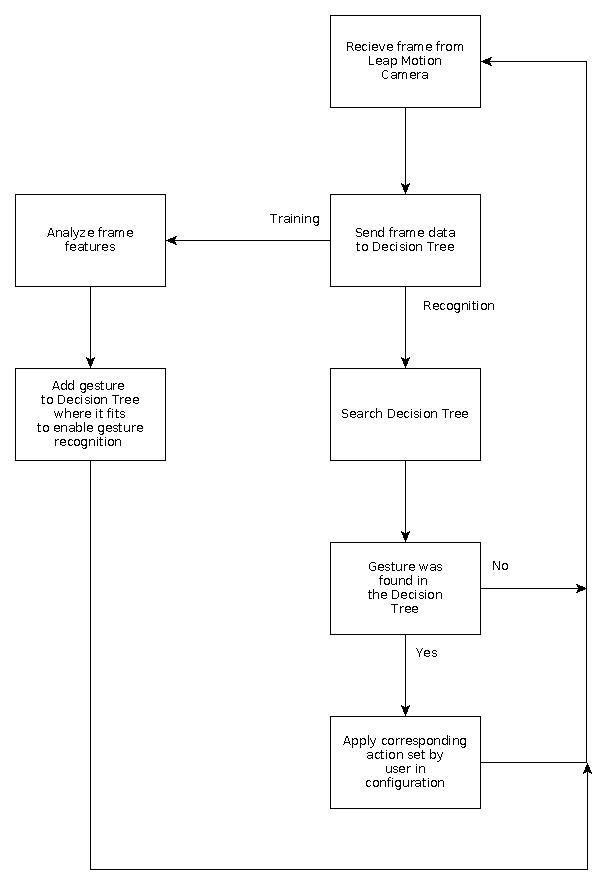 Recieve frame from
Leap Motion
Camera
Training
Analyze frame
features
Send frame data
to Decision Tree
Recognition
Add gesture
to Decision Tree
where it fits
to enable gesture
recognition
Search Decision Tree
Gesture was
found in
the Decision
Tree
No
Yes
Apply corresponding
action set by
user in
configuration